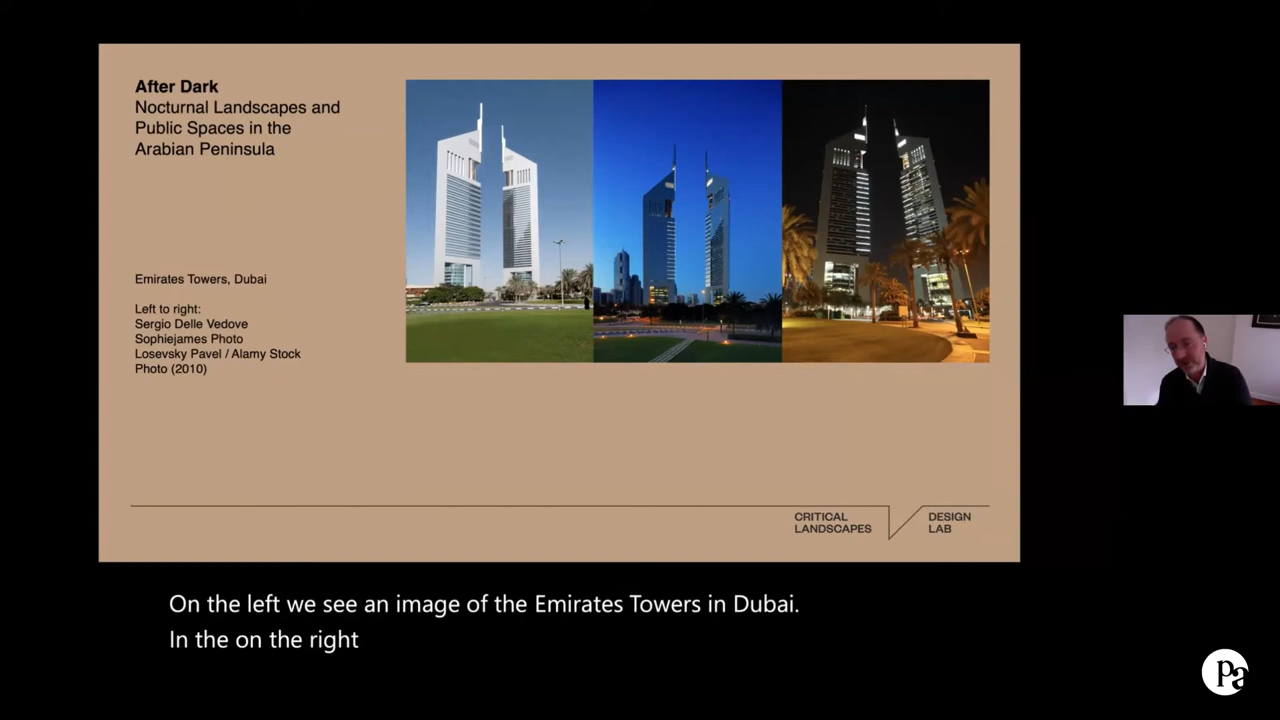 After Dark
Nocturnal Landscapes and
Public Spaces in the
Arabian Peninsula
Emirates Towers, Dubai
Left to right:
Sergio Delle Vedove
Sophiejames Photo
Losevsky Pavel / Alamy Stock
Photo (2010)
CRITICAL
LANDSCAPES
DESIGN
LAB
On the left we see an image of the Emirates Towers in Dubai.
In the on the right
pa